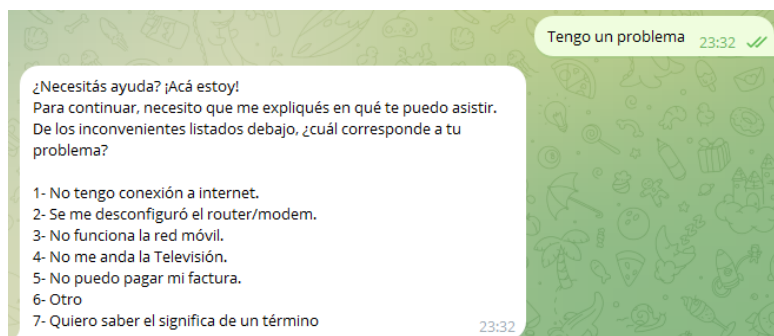 Tengo un problema 23:32
¿Necesitás ayuda? ¡Acá estoy!
Para continuar, necesito que me expliqués en qué te puedo asistir.
De los inconvenientes listados debajo, ¿cuál corresponde a tu
problema?
1- No tengo conexión a internet.
2- Se me desconfiguró el router/modem.
3- No funciona la red móvil.
4- No me anda la Televisión.
5- No puedo pagar mi factura.
6- Otro
7- Quiero saber el significa de un término 23:32